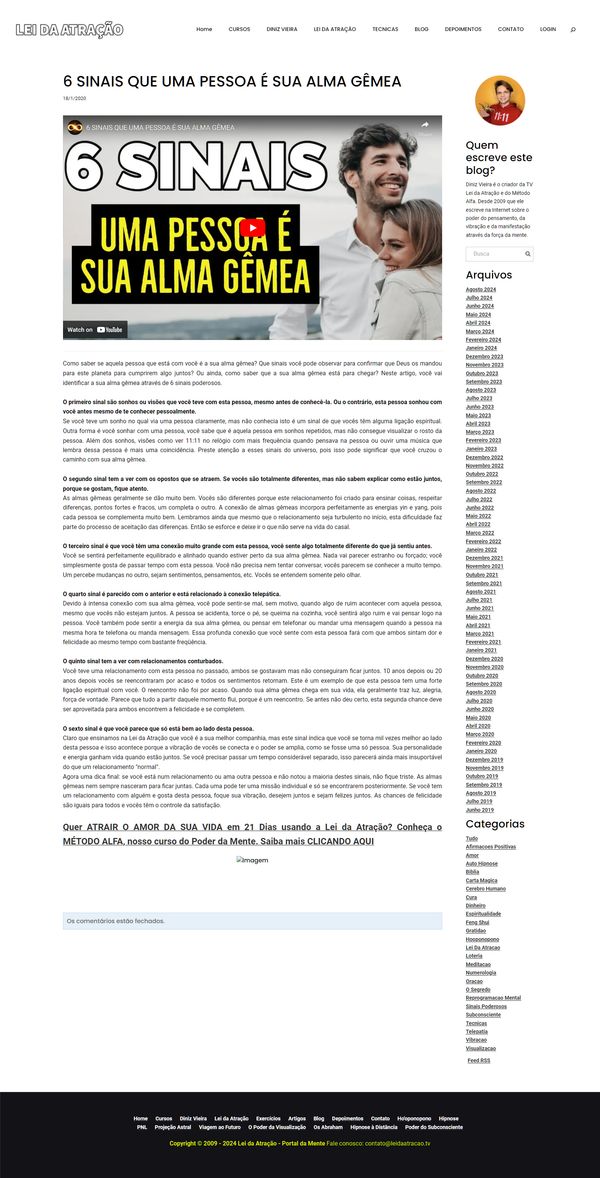 LEI DA ATRAÇÃO
Home CURSOS DINIZ VIEIRA LEI DA ATRAÇÃO TECNICAS BLOG DEPOIMENTOS CONTATO LOGIN
6 SINAIS QUE UMA PESSOA É SUA ALMA GÊMEA
18/1/2020
6 SINAIS QUE UMA PESSOA É SUA ALMA GÊMEA
Share
6 SINAIS
UMA PESSOA É
SUA ALMA GÊMEA
Watch on YouTube
Como saber se aquela pessoa que está com você é a sua alma gêmea? Que sinais você pode observar para confirmar que Deus os mandou
para este planeta para cumprirem algo juntos? Ou ainda, como saber que a sua alma gêmea está para chegar? Neste artigo, você vai
identificar a sua alma gêmea através de 6 sinais poderosos.
O primeiro sinal são sonhos ou visões que você teve com esta pessoa, mesmo antes de conhecê-la. Ou o contrário, esta pessoa sonhou com
você antes mesmo de te conhecer pessoalmente.
Se você teve um sonho no qual via uma pessoa claramente, mas não conhecia isto é um sinal de que vocês têm alguma ligação espiritual.
Outra forma é você sonhar com uma pessoa, você sabe que é aquela pessoa em sonhos repetidos, mas não consegue visualizar o rosto da
pessoa. Além dos sonhos, visões como ver 11:11 no relógio com mais frequência quando pensava na pessoa ou ouvir uma música que
lembra dessa pessoa é mais uma coincidência. Preste atenção a esses sinais do universo, pois isso pode significar que você cruzou o
caminho com sua alma gêmea.
O segundo sinal tem a ver com os opostos que se atraem. Se vocês são totalmente diferentes, mas não sabem explicar como estão juntos,
porque se gostam, fique atento.
As almas gêmeas geralmente se dão muito bem. Vocês são diferentes porque este relacionamento foi criado para ensinar coisas, respeitar
diferenças, pontos fortes e fracos, um completa o outro. A conexão de almas gêmeas incorpora perfeitamente as energias yin e yang, pois
cada pessoa se complementa muito bem. Lembramos ainda que mesmo que o relacionamento seja turbulento no início, esta dificuldade faz
parte do processo de aceitação das diferenças. Então se esforce e deixe ir o que não serve na vida do casal.
O terceiro sinal é que você têm uma conexão muito grande com esta pessoa, você sente algo totalmente diferente do que já sentiu antes.
Você se sentirá perfeitamente equilibrado e alinhado quando estiver perto da sua alma gêmea. Nada vai parecer estranho ou forçado; você
simplesmente gosta de passar tempo com esta pessoa. Você não precisa nem tentar conversar, vocês parecem se conhecer a muito tempo.
Um percebe mudanças no outro, sejam sentimentos, pensamentos, etc. Vocês se entendem somente pelo olhar.
O quarto sinal é parecido com o anterior e está relacionado à conexão telepática.
Devido à intensa conexão com sua alma gêmea, você pode sentir-se mal, sem motivo, quando algo de ruim acontecer com aquela pessoa,
mesmo que vocês não estejam juntos. A pessoa se acidenta, torce o pé, se queima na cozinha, você sentirá algo ruim e vai pensar logo na
pessoa. Você também pode sentir a energia da sua alma gêmea, ou pensar em telefonar ou mandar uma mensagem quando a pessoa na
mesma hora te telefona ou manda mensagem. Essa profunda conexão que você sente com esta pessoa fará com que ambos sintam dor e
felicidade ao mesmo tempo com bastante freqüência.
O quinto sinal tem a ver com relacionamentos conturbados.
Você teve uma relacionamento com esta pessoa no passado, ambos se gostavam mas não conseguiram ficar juntos. 10 anos depois ou 20
anos depois vocês se reencontraram por acaso e todos os sentimentos retornam. Este é um exemplo de que esta pessoa tem uma forte
ligação espiritual com você. O reencontro não foi por acaso. Quando sua alma gêmea chega em sua vida, ela geralmente traz luz, alegria,
força de vontade. Parece que tudo a partir daquele momento flui, porque é um reencontro. Se antes não deu certo, esta segunda chance deve
ser aproveitada para ambos encontrem a felicidade e se completem.
O sexto sinal é que você parece que só está bem ao lado desta pessoa.
Claro que ensinamos na Lei da Atração que você é a sua melhor companhia, mas este sinal indica que você se torna mil vezes melhor ao lado
desta pessoa e isso acontece porque a vibração de vocês se conecta e o poder se amplia, como se fosse uma só pessoa. Sua personalidade
e energia ganham vida quando estão juntos. Se você precisar passar um tempo considerável separado, isso parecerá ainda mais insuportável
do que um relacionamento "normal".
Agora uma dica final: se você está num relacionamento ou ama outra pessoa e não notou a maioria destes sinais, não fique triste. As almas
gêmeas nem sempre nasceram para ficar juntas. Cada uma pode ter uma missão individual e só se encontrarem posteriormente. Se você tem
um relacionamento com alguém e gosta desta pessoa, foque sua vibração, desejem juntos e sejam felizes juntos. As chances de felicidade
são iguais para todos e vocês têm o controle da satisfação.
Quer ATRAIR O AMOR DA SUA VIDA em 21 Dias usando a Lei da Atração? Conheça o
MÉTODO ALFA, nosso curso do Poder da Mente. Saiba mais CLICANDO AQUI
Imagem
Os comentários estão fechados.
11:11
Quem
escreve este
blog?
Diniz Vieira é o criador da TV
Lei da Atração e do Método
Alfa. Desde 2009 que ele
escreve na Internet sobre o
poder do pensamento, da
vibração e da manifestação
através da força da mente.
Busca
Arquivos
Agosto 2024
Julho 2024
Junho 2024
Maio 2024
Abril 2024
Março 2024
Fevereiro 2024
Janeiro 2024
Dezembro 2023
Novembro 2023
Outubro 2023
Setembro 2023
Agosto 2023
Julho 2023
Junho 2023
Maio 2023
Abril 2023
Março 2023
Fevereiro 2023
Janeiro 2023
Dezembro 2022
Novembro 2022
Outubro 2022
Setembro 2022
Agosto 2022
Julho 2022
Junho 2022
Maio 2022
Abril 2022
Março 2022
Fevereiro 2022
Janeiro 2022
Dezembro 2021
Novembro 2021
Outubro 2021
Setembro 2021
Agosto 2021
Julho 2021
Junho 2021
Maio 2021
Abril 2021
Março 2021
Fevereiro 2021
Janeiro 2021
Dezembro 2020
Novembro 2020
Outubro 2020
Setembro 2020
Agosto 2020
Julho 2020
Junho 2020
Maio 2020
Abril 2020
Março 2020
Fevereiro 2020
Janeiro 2020
Dezembro 2019
Novembro 2019
Outubro 2019
Setembro 2019
Agosto 2019
Julho 2019
Junho 2019
Categorias
Tudo
Afirmacoes Positivas
Amor
Auto Hipnose
Biblia
Carta Magica
Cerebro Humano
Cura
Dinheiro
Espiritualidade
Feng Shui
Gratidao
Hooponopono
Lei Da Atracao
Loteria
Meditacao
Numerologia
Oracao
O Segredo
Reprogramacao Mental
Sinais Poderosos
Subconsciente
Tecnicas
Telepatia
Vibracao
Visualizacao
Feed RSS
Home Cursos Diniz Vieira Lei da Atração Exercícios Artigos Blog Depoimentos Contato Ho'oponopono Hipnose
PNL Projeção Astral Viagem ao Futuro O Poder da Visualização Os Abraham Hipnose à Distância Poder do Subconsciente
Copyright © 2009 - 2024 Lei da Atração - Portal da Mente Fale conosco: contato@leidaatracao.tv